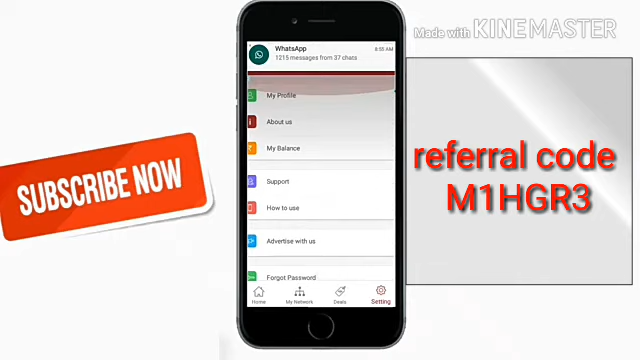 Made with KINEMASTER
WhatsApp 8:50 AM
1215 messages from 37 chats
My Profile
About us
My Balance
Support
How to use
Advertise with us
Forgot Password
Home My Network Deals Setting
SUBSCRIBE NOW
referral code
M1HGR3